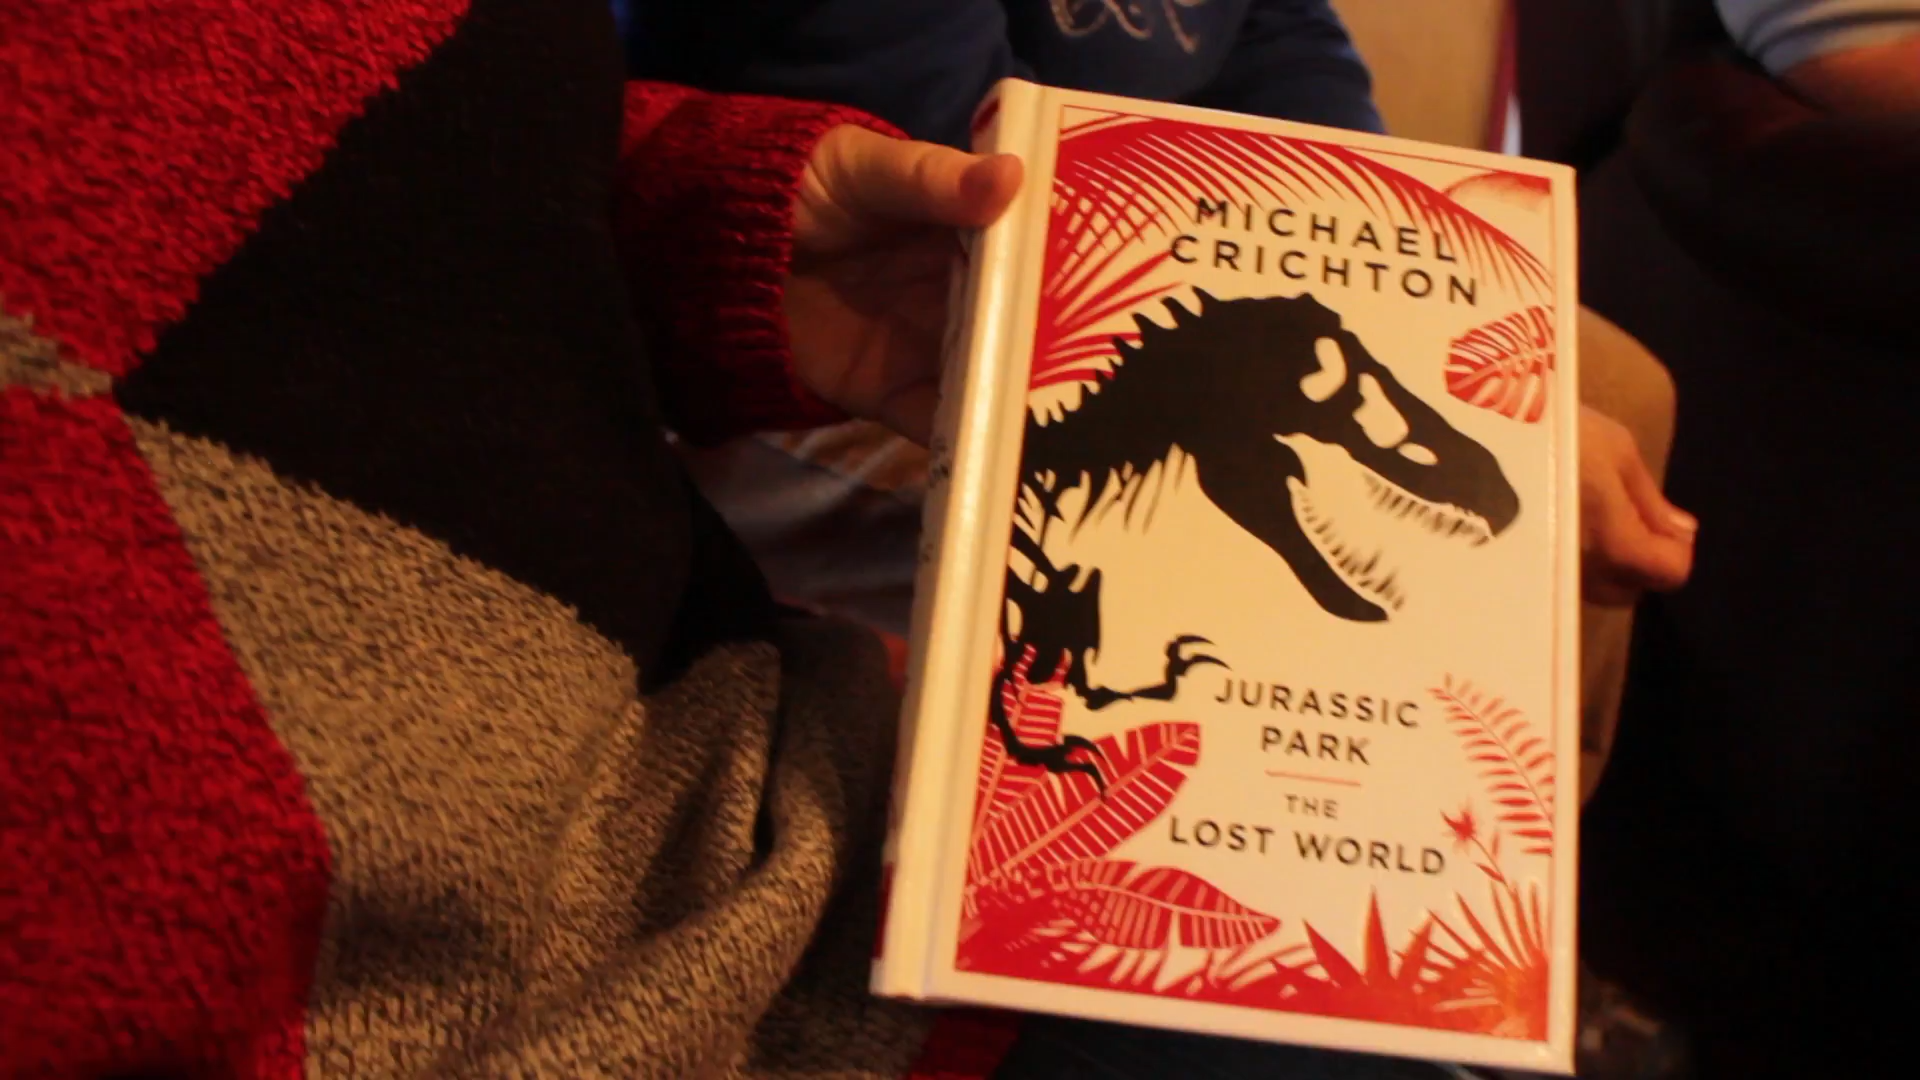 MICHAEL
CRICHTON
JURASSIC
PARK
THE
LOST WORLD